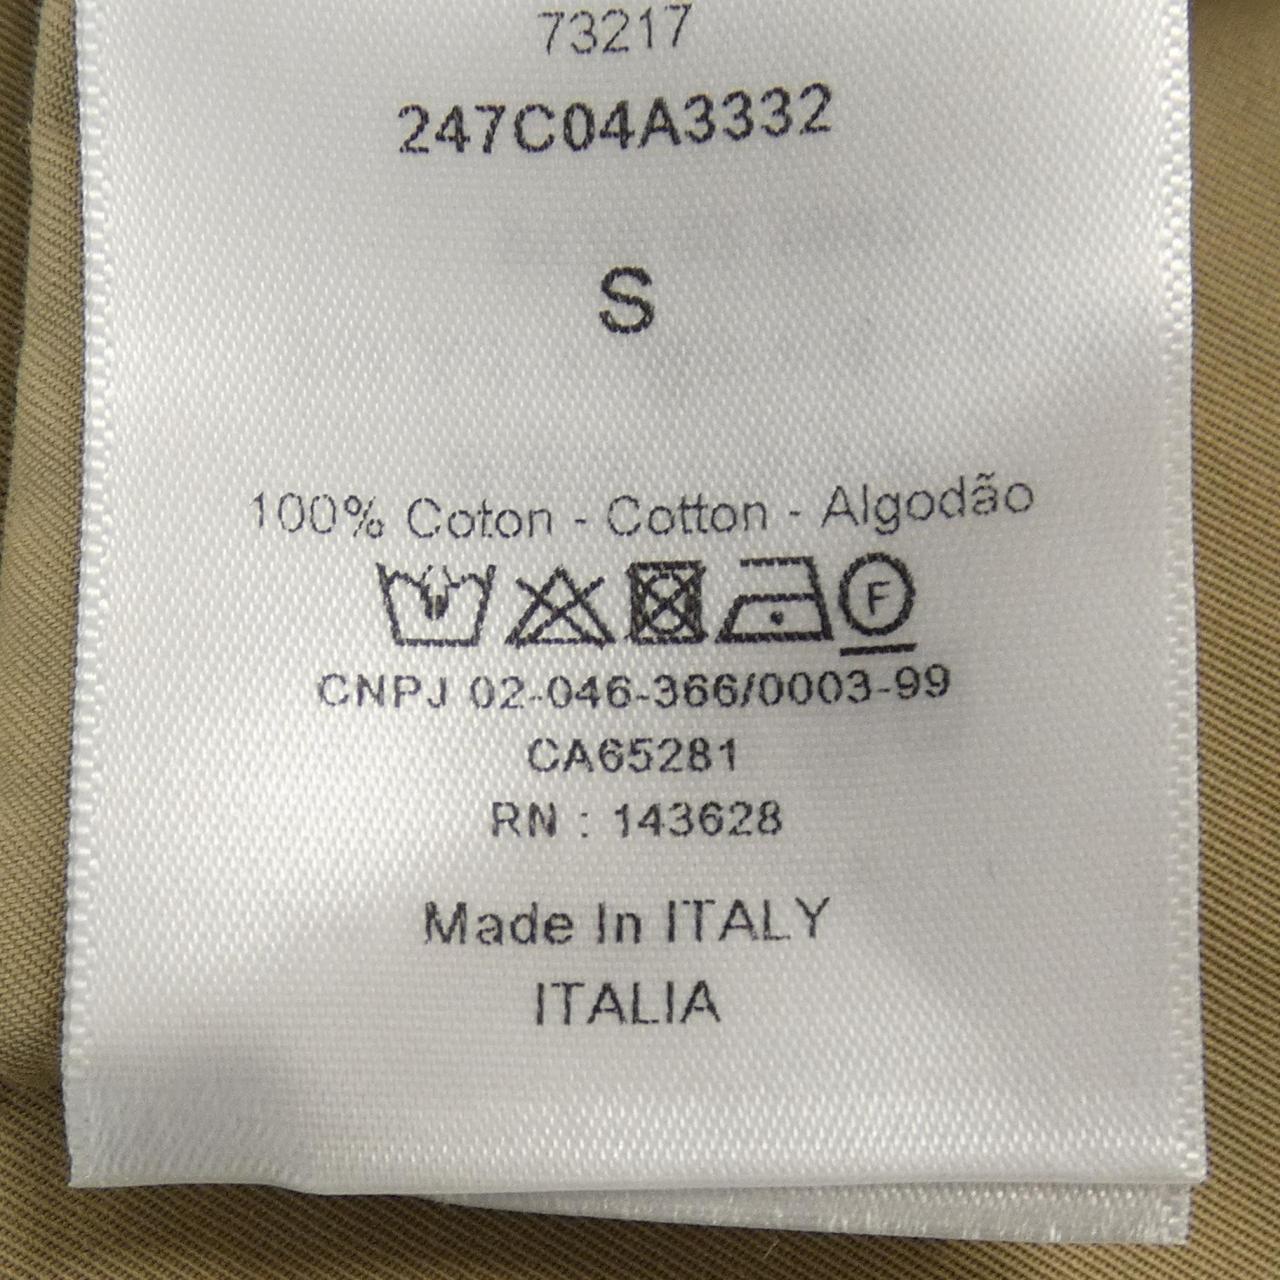 73217
247C04A3332
S
100% Coton - Cotton - Algodão
F
CNPJ 02-046-366/0003-99
CA65281
RN : 143628
Made In ITALY
ITALIA